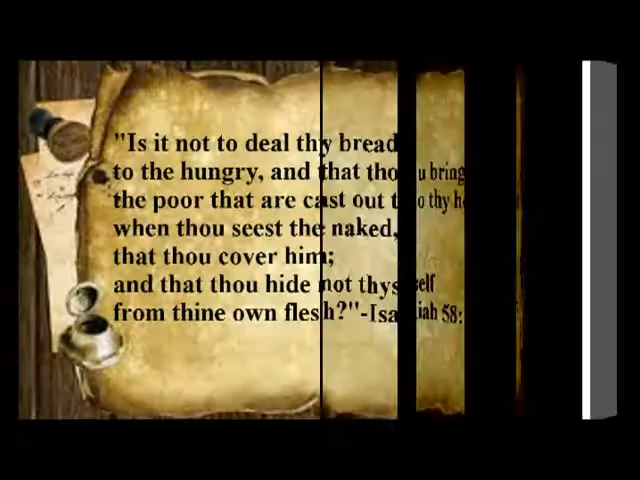 "Is it not to deal thy bread
to the hungry, and that thou bring
the poor that are cast out to thy
when thou seest the naked,
that thou cover him;
and that thou hide not thyself
from thine own flesh?"-Isaiah 58: